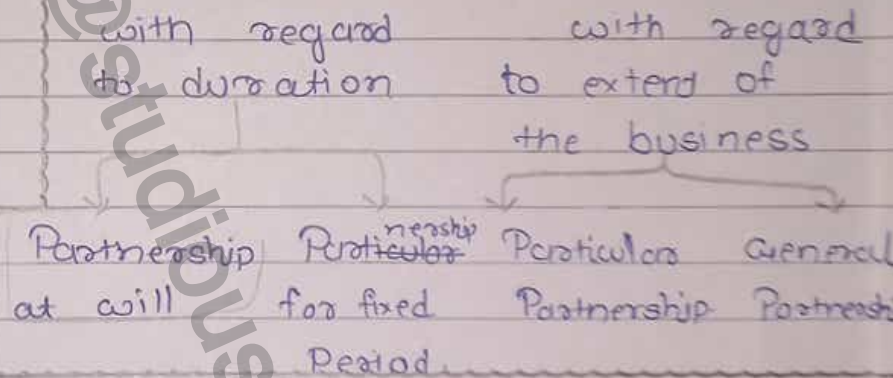 with regard with regard
to duration to extend of
the business
Partnership Partnership Particular General
at will for fixed Partnership Partnersh
Period.
@studious